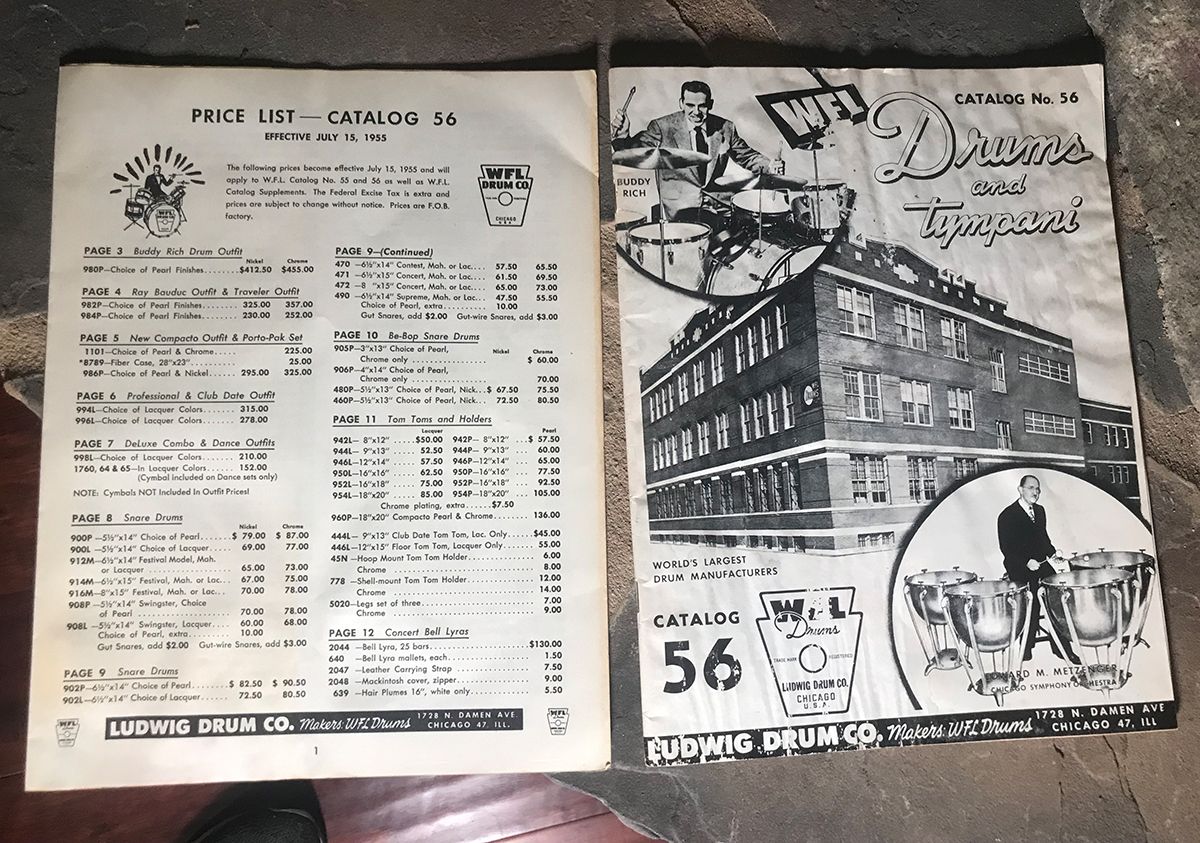 PRICE LIST — CATALOG 56
EFFECTIVE JULY 15, 1955
The following prices become effective July 15, 1955 and will
apply to W.F.L. Catalog No. 55 and 56 as well as W.F.L.
Catalog Supplements. The Federal Excise Tax is extra and
prices are subject to change without notice. Prices are F.O.B.
factory.
WFL
WFL
DRUM CO.
CHICAGO
U.S.A.
PAGE 3 Buddy Rich Drum Outfit
Nickel Chrome
980P—Choice of Pearl Finishes.......$412.50 $455.00
PAGE 4 Ray Bauduc Outfit & Traveler Outfit
982P—Choice of Pearl Finishes........ 325.00 357.00
984P—Choice of Pearl Finishes........ 230.00 252.00
PAGE 5 New Compacto Outfit & Porto-Pak Set
1101—Choice of Pearl & Chrome..... 225.00
*8789—Fiber Case, 28"x23"......... 25.00
986P—Choice of Pearl & Nickel...... 295.00 325.00
PAGE 6 Professional & Club Date Outfit
994L—Choice of Lacquer Colors....... 315.00
996L—Choice of Lacquer Colors....... 278.00
PAGE 7 DeLuxe Combo & Dance Outfits
998L—Choice of Lacquer Colors....... 210.00
1760, 64 & 65—In Lacquer Colors..... 152.00
(Cymbal included on Dance sets only)
NOTE: Cymbals NOT Included In Outfit Prices!
PAGE 8 Snare Drums
Nickel Chrome
900P —5½"x14" Choice of Pearl.....$ 79.00 $ 87.00
900L —5½"x14" Choice of Lacquer.. 69.00 77.00
912M—6½"x14" Festival Model, Mah.
or Lacquer ................ 65.00 73.00
914M—6½"x15" Festival, Mah. or Lac... 67.00 75.00
916M—8"x15" Festival, Mah. or Lac.... 70.00 78.00
908P —5½"x14" Swingster, Choice
of Pearl .................. 70.00 78.00
908L —5½"x14" Swingster, Lacquer 60.00 68.00
Choice of Pearl, extra........ 10.00
Gut Snares, add $2.00 Gut-wire Snares, add $3.00
PAGE 9 Snare Drums
902P—6½"x14" Choice of Pearl.....$ 82.50 $ 90.50
902L—6½"x14" Choice of Lacquer.... 72.50 80.50
PAGE 9—(Continued)
470 —6½"x14" Contest, Mah. or Lac... 57.50 65.50
471 —6½"x15" Concert, Mah. or Lac... 61.50 69.50
472 —8 "x15" Concert, Mah. or Lac... 65.00 73.00
490 —6½"x14" Supreme, Mah. or Lac... 47.50 55.50
Choice of Pearl, extra.......... 10.00
Gut Snares, add $2.00 Gut-wire Snares, add $3.00
PAGE 10 Be-Bop Snare Drums
Nickel Chrome
905P—3"x13" Choice of Pearl,
Chrome only ................ $ 60.00
906P—4"x14" Choice of Pearl,
Chrome only ................ 70.00
480P—5½"x13" Choice of Pearl, Nick...$ 67.50 75.50
460P—5½"x13" Choice of Pearl, Nick... 72.50 80.50
PAGE 11 Tom Toms and Holders
Lacquer Pearl
942L— 8"x12" .....$50.00 942P— 8"x12" ...$ 57.50
944L— 9"x13" ..... 52.50 944P— 9"x13" ... 60.00
946L—12"x14" ..... 57.50 946P—12"x14" ... 65.00
950L—16"x16" ..... 62.50 950P—16"x16" ... 77.50
952L—16"x18" ..... 75.00 952P—16"x18" ... 92.50
954L—18"x20" ..... 85.00 954P—18"x20" ... 105.00
Chrome plating, extra......$7.50
960P—18"x20" Compacto Pearl & Chrome........ 136.00
444L— 9"x13" Club Date Tom Tom, Lac. Only.....$45.00
446L—12"x15" Floor Tom Tom, Lacquer Only..... 55.00
45N—Hoop Mount Tom Tom Holder............. 6.00
Chrome ............................ 8.00
778 —Shell-mount Tom Tom Holder............ 12.00
Chrome ............................ 14.00
5020—Legs set of three...................... 7.00
Chrome ............................ 9.00
PAGE 12 Concert Bell Lyras
2044 —Bell Lyra, 25 bars...................$130.00
640 —Bell Lyra mallets, each................ 1.50
2047 —Leather Carrying Strap................ 7.50
2048 —Mackintosh cover, zipper.............. 9.00
639 —Hair Plumes 16", white only............ 5.50
WFL
LUDWIG DRUM CO. Makers: WFL Drums 1728 N. DAMEN AVE.
CHICAGO 47, ILL.
WFL
1
BUDDY
RICH
WFL
CATALOG No. 56
Drums
and
tympani
WFL
DRUMS
WORLD'S LARGEST
DRUM MANUFACTURERS
CATALOG
56
WFL
Drums
TRADE MARK REGISTERED
LUDWIG DRUM CO.
CHICAGO
U.S.A.
EDWARD M. METZENGER
CHICAGO SYMPHONY ORCHESTRA
LUDWIG DRUM CO. Makers: WFL Drums 1728 N. DAMEN AVE
CHICAGO 47, ILL